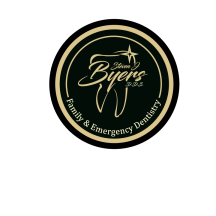 Steven J
Byers
D.D.S
Family & Emergency Dentistry